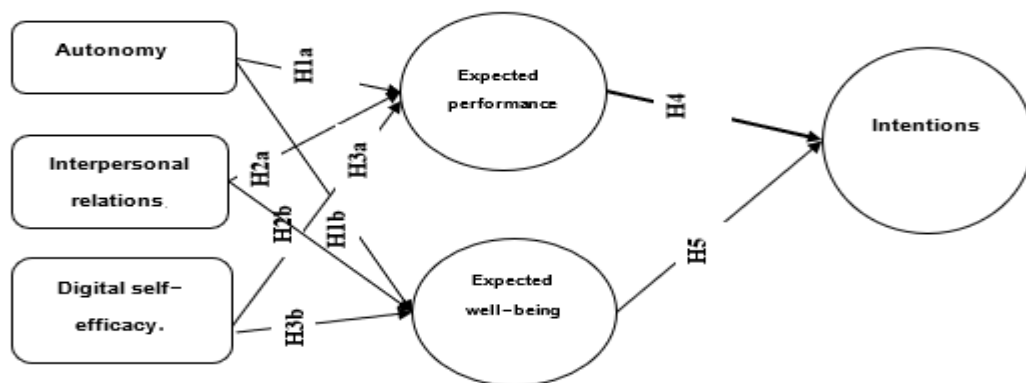 Autonomy
H1a
Expected
performance
H4
Intentions
Interpersonal
relations
H2a
H3a
H2b
H1b
H5
Digital self-
efficacy.
H3b
Expected
well-being